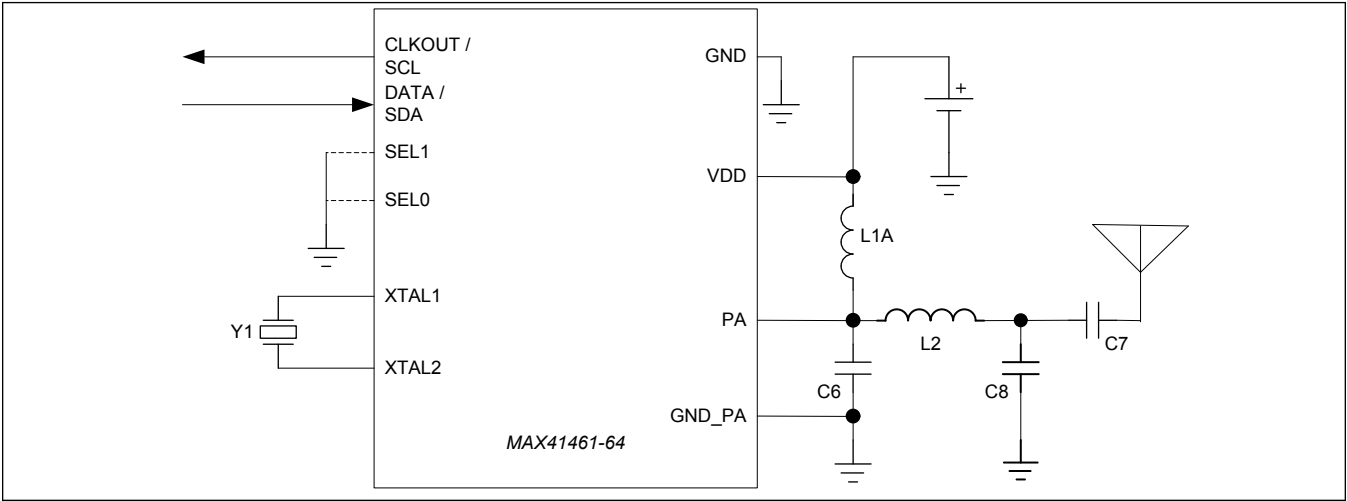 CLKOUT /
SCL
DATA /
SDA
SEL1
SEL0
XTAL1
XTAL2
Y1
MAX41461-64
GND
VDD
PA
GND_PA
+
L1A
L2
C6
C8
C7